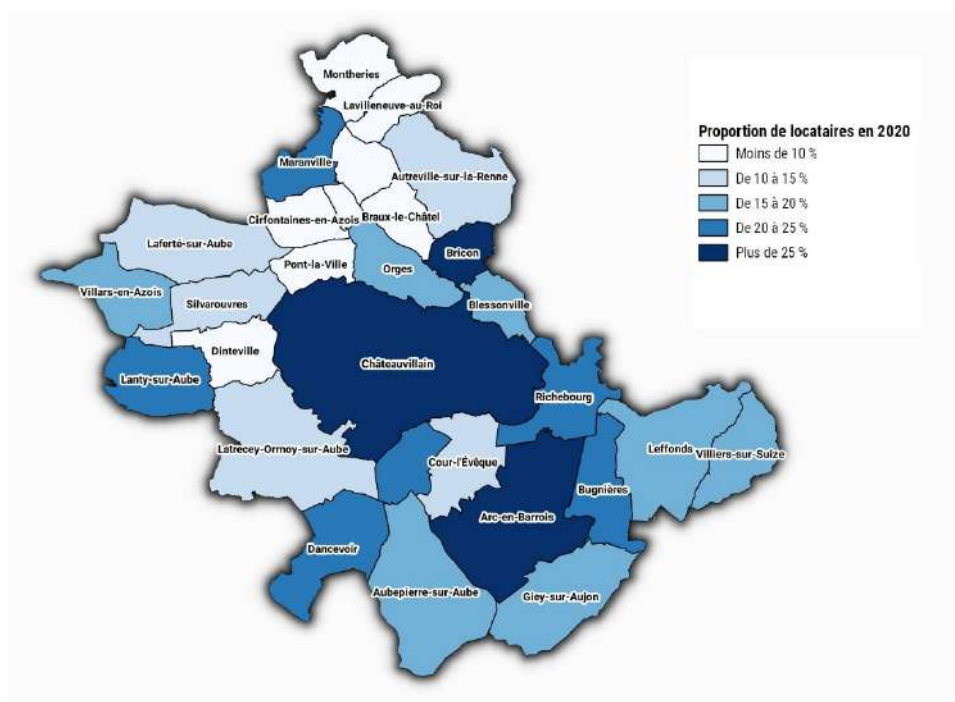 Montheries
Lavilleneuve-au-Roi
Maranville
Autreville-sur-la-Renne
Cirfontaines-en-Azois
Braux-le-Châtel
Laferté-sur-Aube
Bricon
Pont-la-Ville
Orges
Villars-en-Azois
Silvarouvres
Blessonville
Dinteville
Châteauvillain
Lanty-sur-Aube
Richebourg
Latrecey-Ormoy-sur-Aube
Leffonds
Villiers-sur-Suize
Cour-l'Évêque
Bugnières
Arc-en-Barrois
Dancevoir
Aubepierre-sur-Aube
Giey-sur-Aujon
Proportion de locataires en 2020
Moins de 10 %
De 10 à 15 %
De 15 à 20 %
De 20 à 25 %
Plus de 25 %